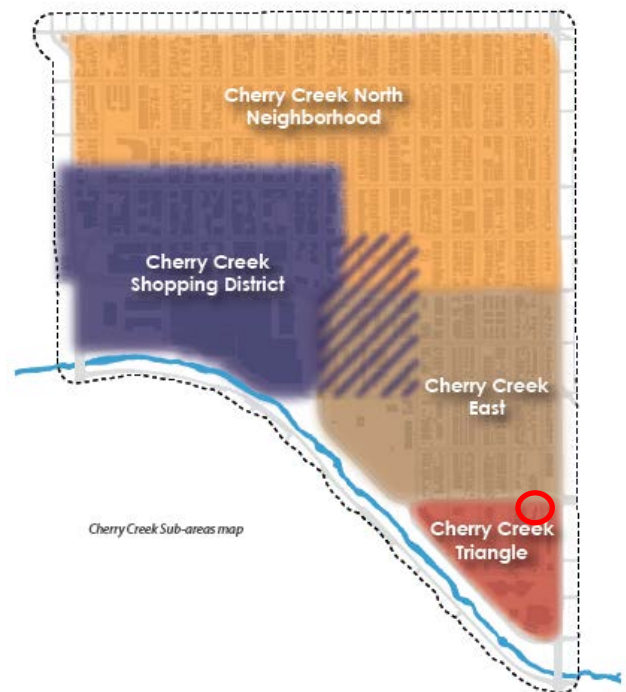 Cherry Creek North
Neighborhood
Cherry Creek
Shopping District
Cherry Creek
East
Cherry Creek
Triangle
Cherry Creek Sub-areas map